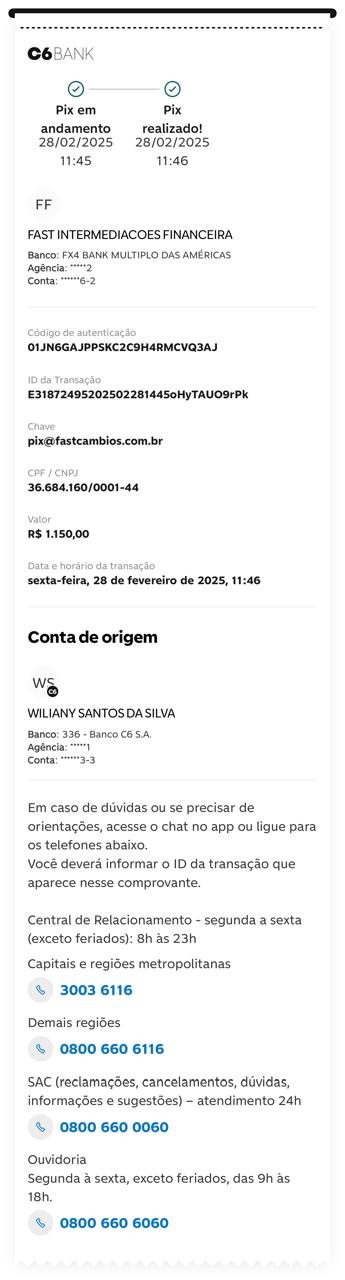 C6BANK
Pix em andamento
28/02/2025
11:45
Pix realizado!
28/02/2025
11:46
FF
FAST INTERMEDIACOES FINANCEIRA
Banco: FX4 BANK MULTIPLO DAS AMÉRICAS
Agência: *****2
Conta: ******6-2
Código de autenticação
01JN6GAJPPSKC2C9H4RMCVQ3AJ
ID da Transação
E31872495202502281445oHyTAUO9rPk
Chave
pix@fastcambios.com.br
CPF / CNPJ
36.684.160/0001-44
Valor
R$ 1.150,00
Data e horário da transação
sexta-feira, 28 de fevereiro de 2025, 11:46
Conta de origem
WS
C6
WILIANY SANTOS DA SILVA
Banco: 336 - Banco C6 S.A.
Agência: *****1
Conta: ******3-3
Em caso de dúvidas ou se precisar de
orientações, acesse o chat no app ou ligue para
os telefones abaixo.
Você deverá informar o ID da transação que
aparece nesse comprovante.
Central de Relacionamento - segunda a sexta
(exceto feriados): 8h às 23h
Capitais e regiões metropolitanas
3003 6116
Demais regiões
0800 660 6116
SAC (reclamações, cancelamentos, dúvidas,
informações e sugestões) – atendimento 24h
0800 660 0060
Ouvidoria
Segunda à sexta, exceto feriados, das 9h às
18h.
0800 660 6060